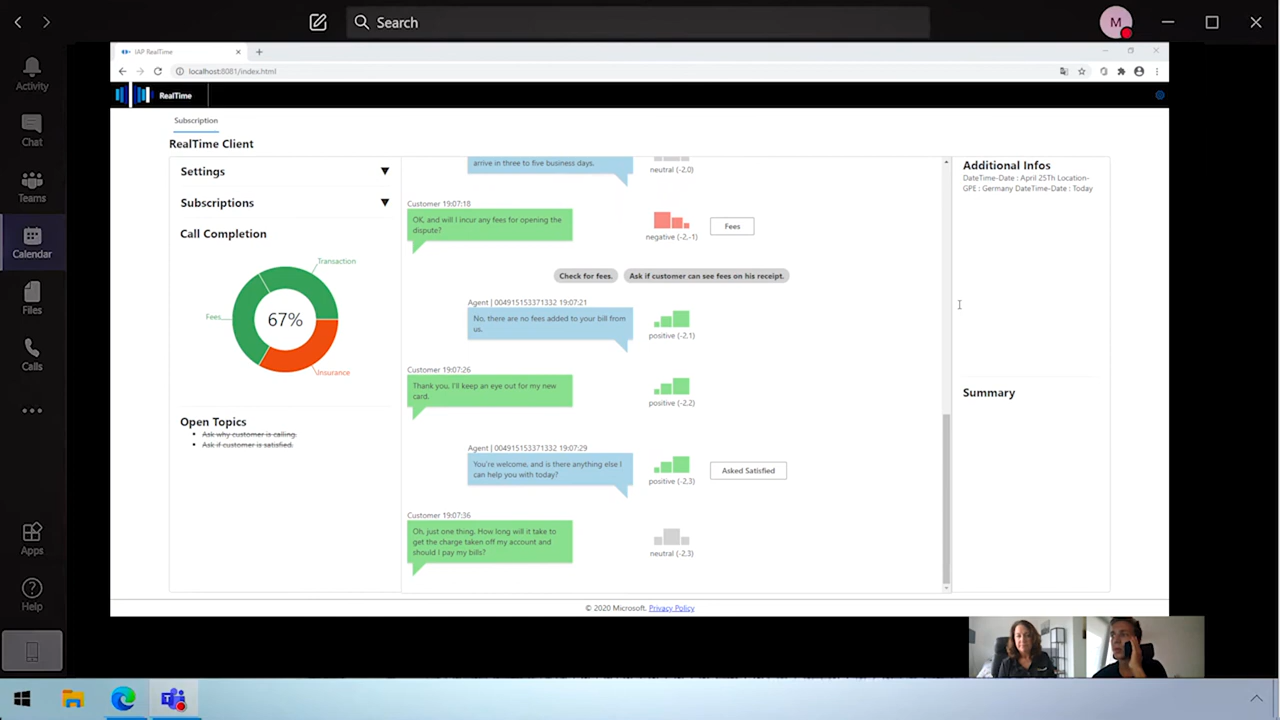 Search
M
Activity
Chat
Teams
Calendar
Files
Calls
Apps
Help
IAP RealTime
localhost:8081/index.html
RealTime
Subscription
RealTime Client
Settings
Subscriptions
Call Completion
Transaction
Fees
67%
Insurance
Open Topics
Ask why customer is calling.
Ask if customer is satisfied.
arrive in three to five business days.
neutral (-2,0)
Customer 19:07:18
OK, and will I incur any fees for opening the
dispute?
negative (-2,-1)
Fees
Check for fees.
Ask if customer can see fees on his receipt.
Agent | 004915153371332 19:07:21
No, there are no fees added to your bill from
us.
positive (-2,1)
Customer 19:07:26
Thank you, I'll keep an eye out for my new
card.
positive (-2,2)
Agent | 004915153371332 19:07:29
You're welcome, and is there anything else I
can help you with today?
positive (-2,3)
Asked Satisfied
Customer 19:07:36
Oh, just one thing. How long will it take to
get the charge taken off my account and
should I pay my bills?
neutral (-2,3)
Additional Infos
DateTime-Date : April 25Th Location-
GPE : Germany DateTime-Date : Today
Summary
© 2020 Microsoft. Privacy Policy